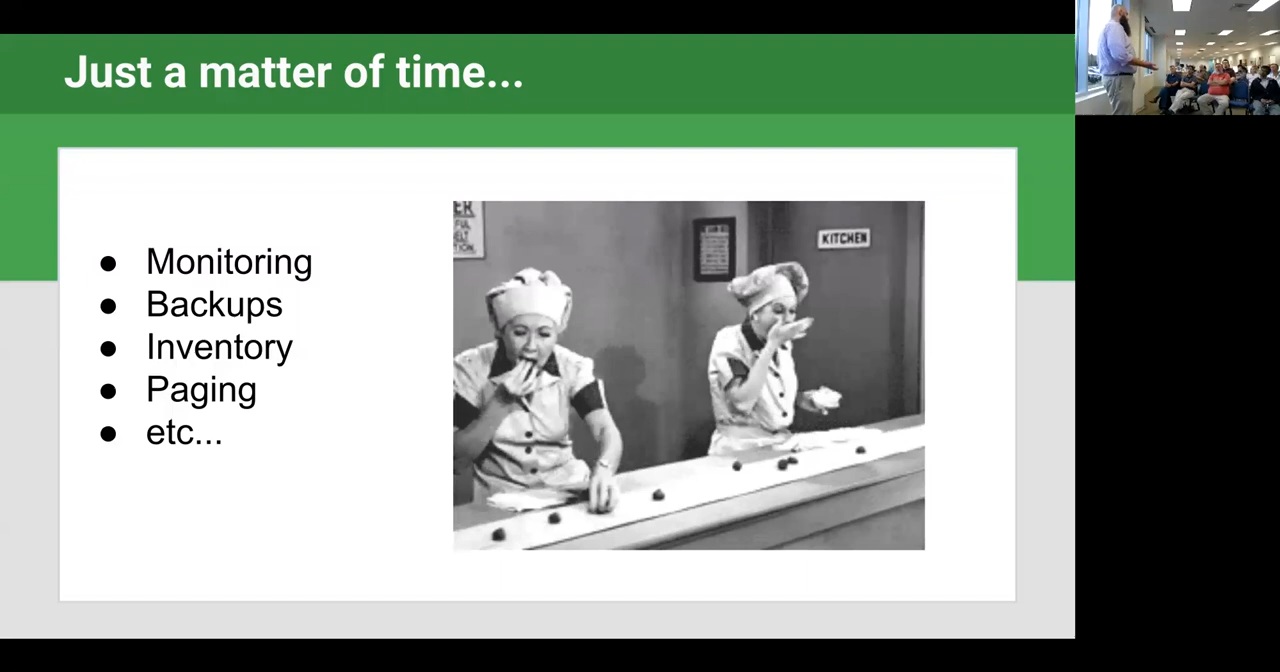 Just a matter of time...
● Monitoring
● Backups
● Inventory
● Paging
● etc...
KITCHEN